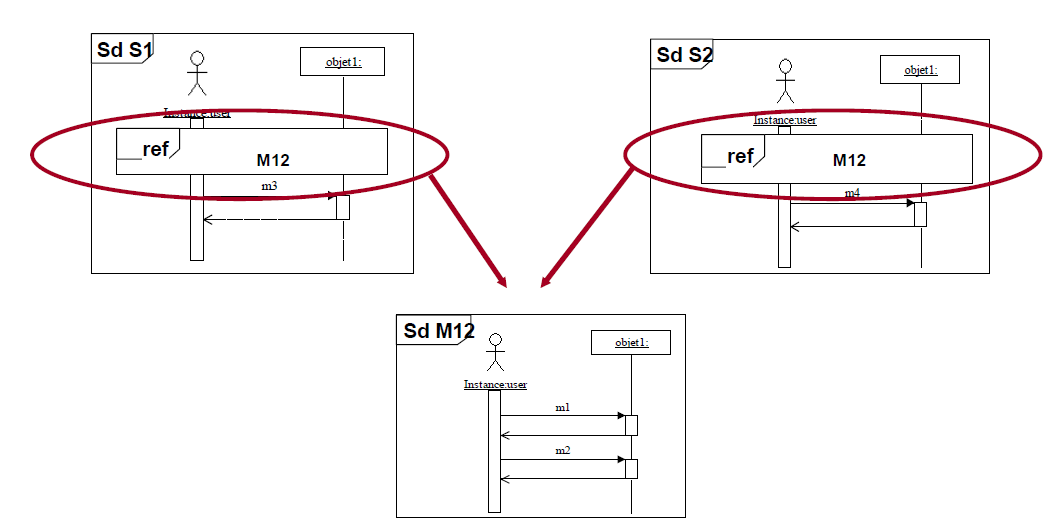 Sd S1
objet1:
Instance:user
ref
M12
m3
Sd S2
objet1:
Instance:user
ref
M12
m4
Sd M12
objet1:
Instance:user
m1
m2